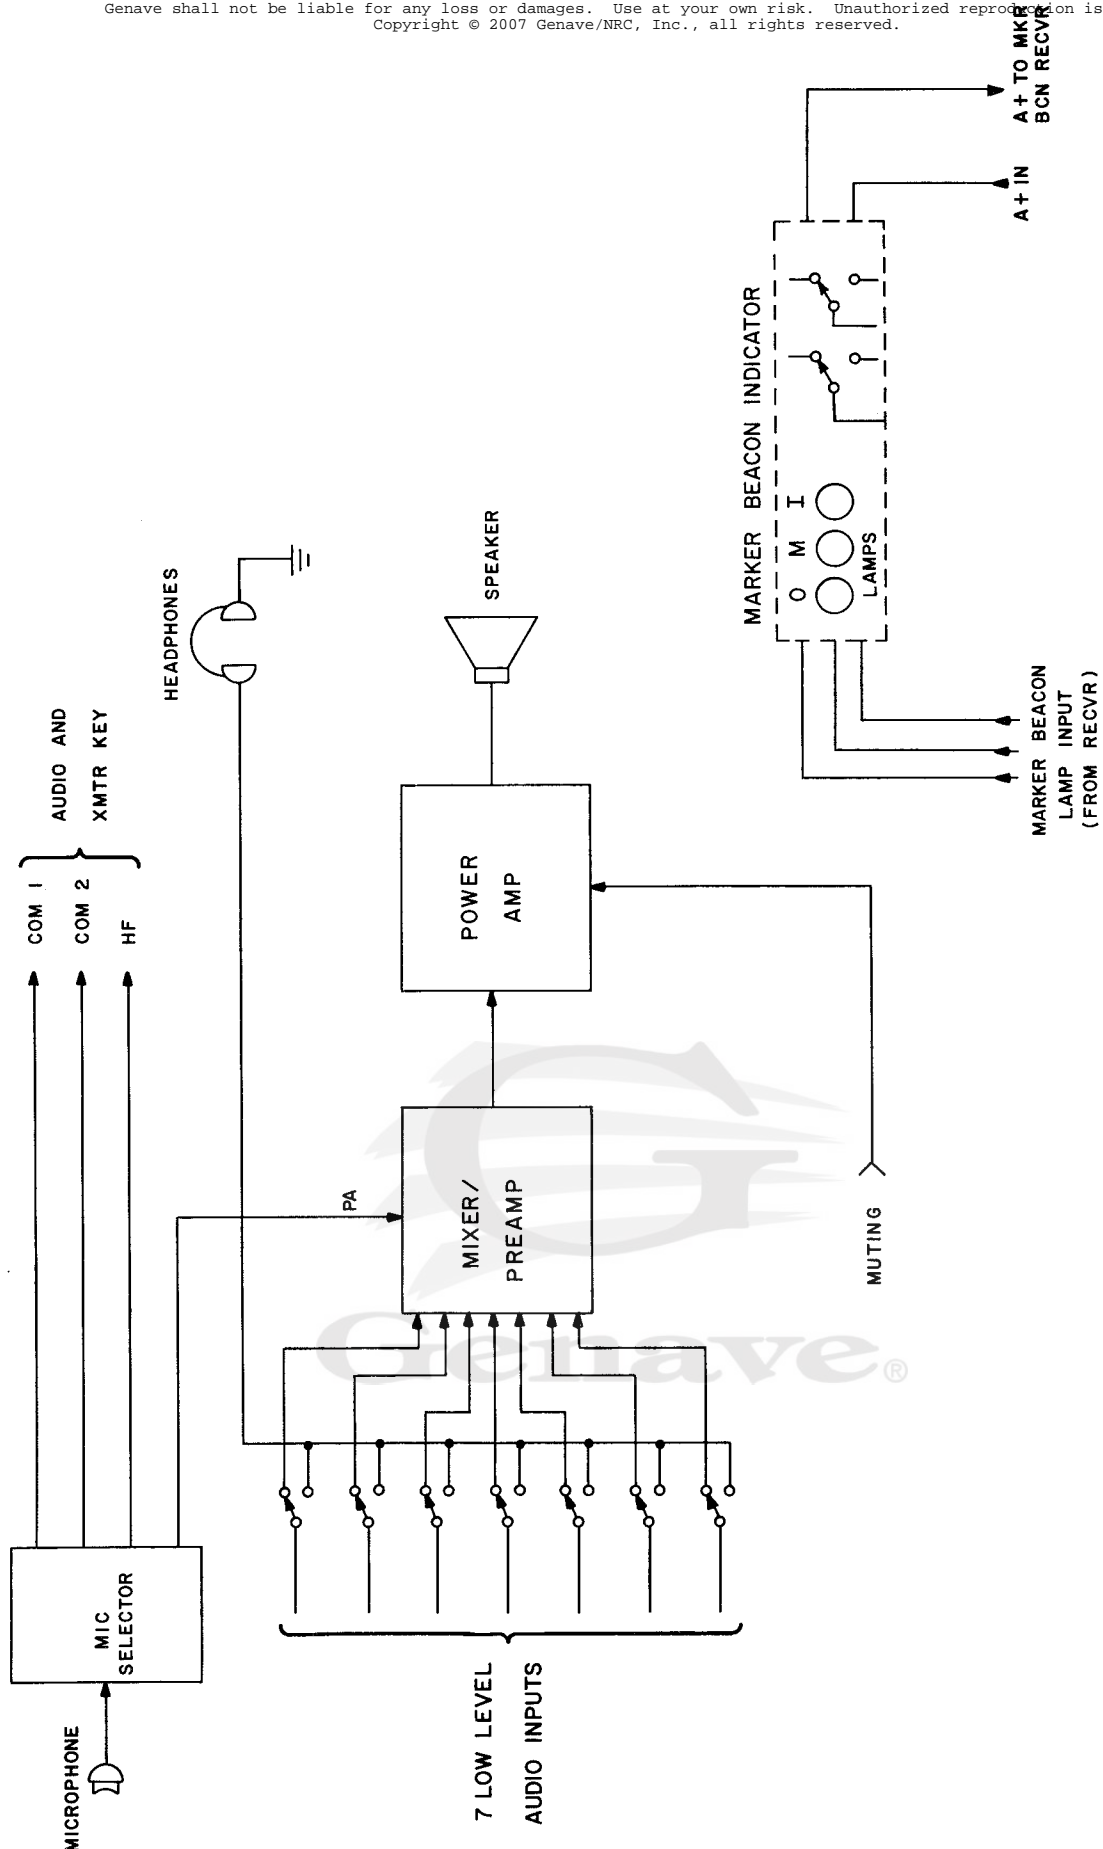 Genave shall not be liable for any loss or damages.  Use at your own risk.  Unauthorized reproduction is
Copyright © 2007 Genave/NRC, Inc., all rights reserved.
MICROPHONE
MIC
SELECTOR
COM 1
COM 2
HF
AUDIO AND
XMTR KEY
HEADPHONES
PA
7 LOW LEVEL
AUDIO INPUTS
MIXER/
PREAMP
POWER
AMP
SPEAKER
MUTING
MARKER BEACON INDICATOR
O M I
LAMPS
MARKER BEACON
LAMP INPUT
(FROM RECVR)
A+ IN
A+ TO MKR
BCN RECVR
Genave®